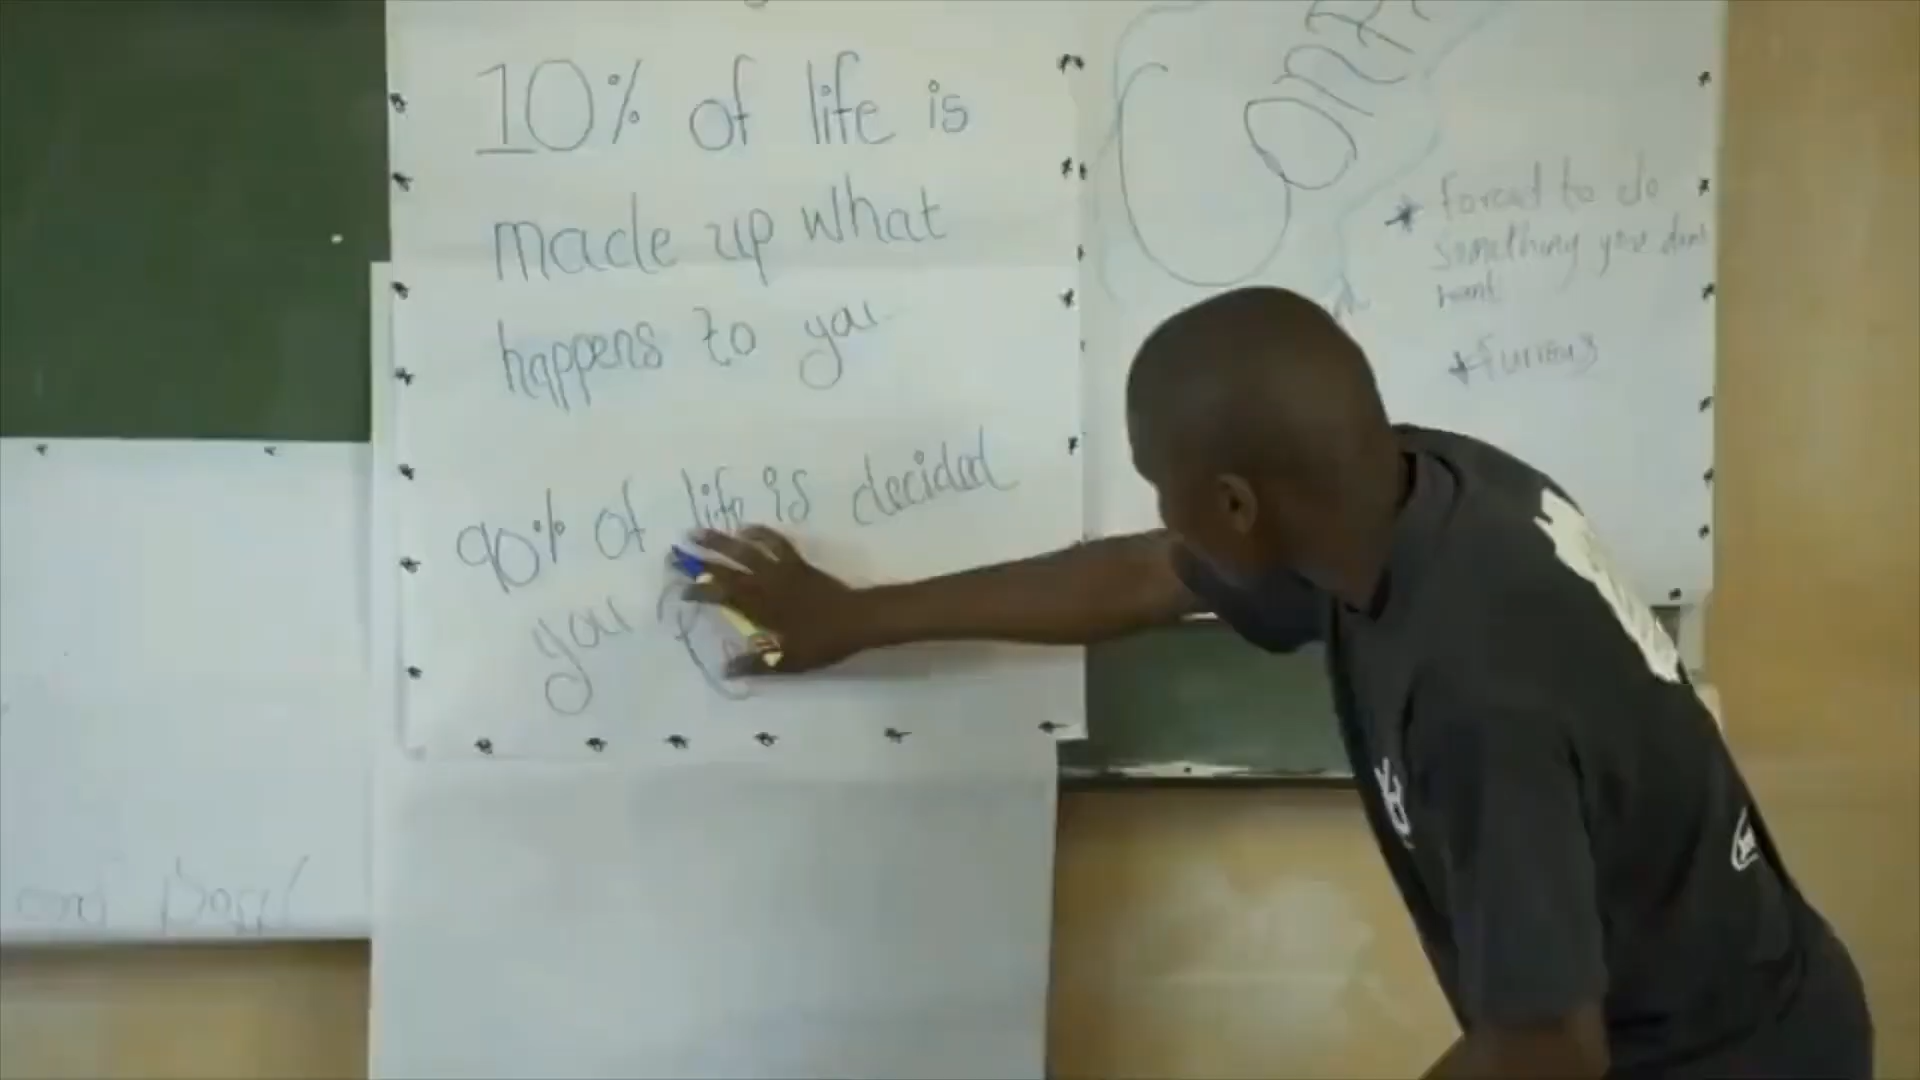 10% of life is
made up what
happens to you
90% of life is decided
you
* forced to do
something you dont
want
* Furious